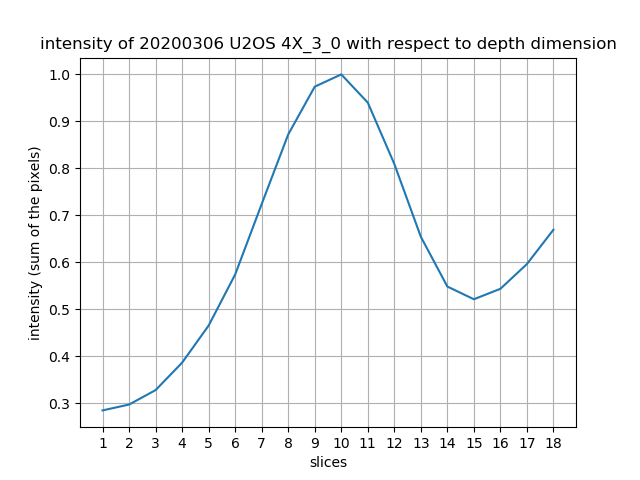 intensity of 20200306 U2OS 4X_3_0 with respect to depth dimension
intensity (sum of the pixels)
1.0
0.9
0.8
0.7
0.6
0.5
0.4
0.3
1 2 3 4 5 6 7 8 9 10 11 12 13 14 15 16 17 18
slices